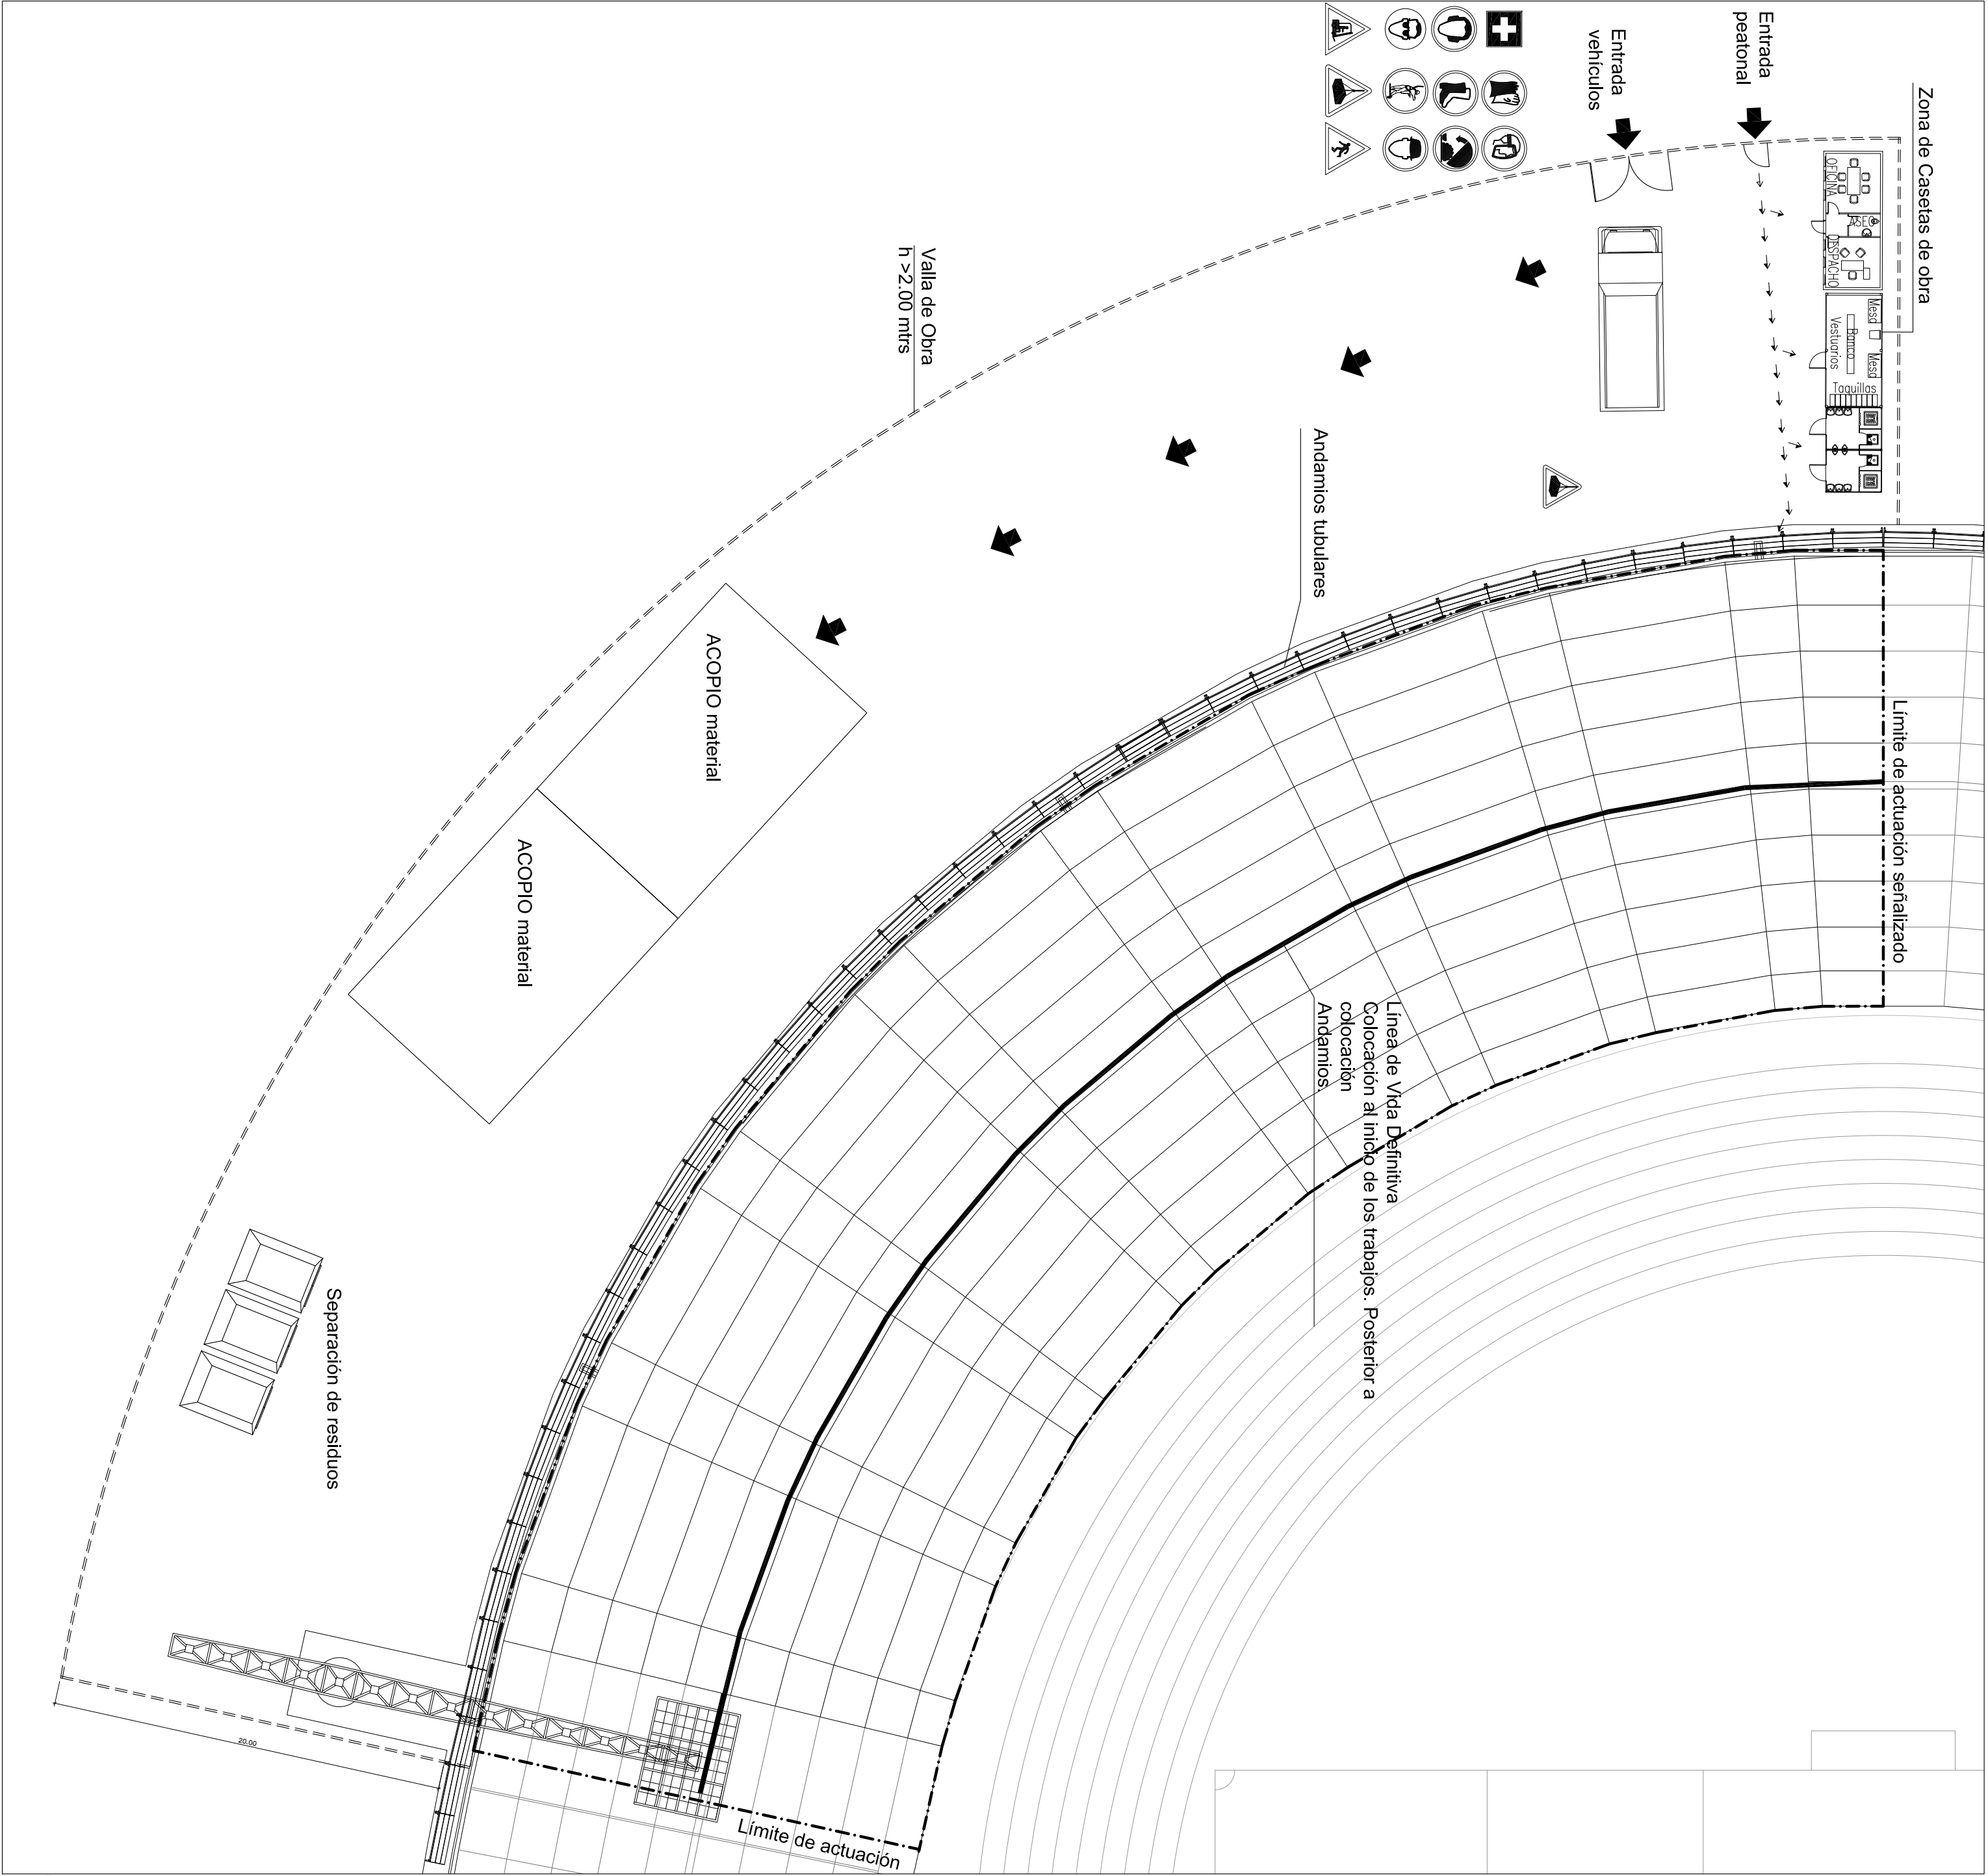 Entrada
peatonal
Entrada
vehículos
Zona de Casetas de obra
OFICINA
ASEO
DESPACHO
Mesa
Mesa
Banco
Vestuarios
Taquillas
Valla de Obra
h >2.00 mtrs
Andamios tubulares
Límite de actuación señalizado
ACOPIO material
ACOPIO material
Línea de Vida Definitiva
Colocación al inicio de los trabajos. Posterior a
colocación
Andamios.
Separación de residuos
20.00
Límite de actuación